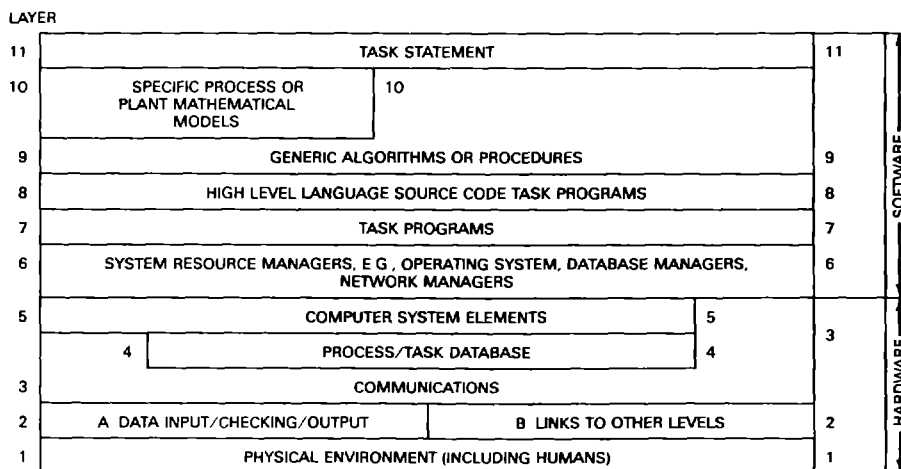 LAYER
11 TASK STATEMENT 11
10 SPECIFIC PROCESS OR 10
PLANT MATHEMATICAL
MODELS
9 GENERIC ALGORITHMS OR PROCEDURES 9
8 HIGH LEVEL LANGUAGE SOURCE CODE TASK PROGRAMS 8
7 TASK PROGRAMS 7
6 SYSTEM RESOURCE MANAGERS, E G , OPERATING SYSTEM, DATABASE MANAGERS, 6
NETWORK MANAGERS
SOFTWARE
5 COMPUTER SYSTEM ELEMENTS 5
3
4 PROCESS/TASK DATABASE 4
3 COMMUNICATIONS
2 A DATA INPUT/CHECKING/OUTPUT B LINKS TO OTHER LEVELS 2
1 PHYSICAL ENVIRONMENT (INCLUDING HUMANS) 1
HARDWARE